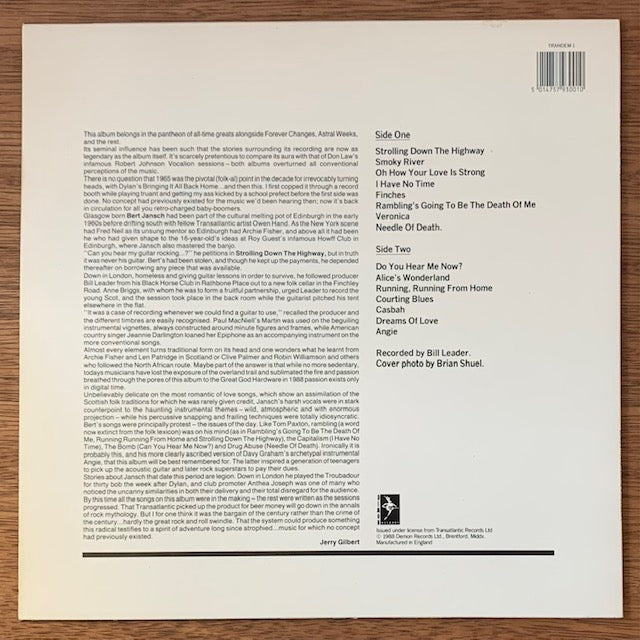 TRANDEM 1
5 014757 930010
This album belongs in the pantheon of all-time greats alongside Forever Changes, Astral Weeks,
and the rest.
Its seminal influence has been such that the stories surrounding its recording are now as
legendary as the album itself. It's scarcely pretentious to compare its aura with that of Don Law's
infamous Robert Johnson Vocalion sessions – both albums overturned all conventional
perceptions of the music.
There is no question that 1965 was the pivotal (folk-al) point in the decade for irrevocably turning
heads, with Dylan's Bringing It All Back Home...and then this. I first copped it through a record
booth while playing truant and getting my ass kicked by a school prefect before the first side was
done. No concept had previously existed for the music we'd been hearing then; now it's back
in circulation for all you retro-charged baby-boomers.
Glasgow born Bert Jansch had been part of the cultural melting pot of Edinburgh in the early
1960s before drifting south with fellow Transatlantic artist Owen Hand. As the New York scene
had Fred Neil as its unsung mentor so Edinburgh had Archie Fisher, and above all it had been
he who had given shape to the 16-year-old's ideas at Roy Guest's infamous Howff Club in
Edinburgh, where Jansch also mastered the banjo.
"Can you hear my guitar rocking...?" he petitions in Strolling Down The Highway, but in truth
it was never his guitar. Bert's had been stolen, and though he kept up the payments, he depended
thereafter on borrowing any piece that was available.
Down in London, homeless and giving guitar lessons in order to survive, he followed producer
Bill Leader from his Black Horse Club in Rathbone Place out to a new folk cellar in the Finchley
Road. Anne Briggs, with whom he was to form a fruitful partnership, urged Leader to record the
young Scot, and the session took place in the back room while the guitarist pitched his tent
elsewhere in the flat.
"It was a case of recording whenever we could find a guitar to use," recalled the producer and
the different timbres are easily recognised. Paul MacNiell's Martin was used on the beguiling
instrumental vignettes, always constructed around minute figures and frames, while American
country singer Jeannie Darlington loaned her Epiphone as an accompanying instrument on the
more conventional songs.
Almost every element turns traditional form on its head and one wonders what he learnt from
Archie Fisher and Len Patridge in Scotland or Clive Palmer and Robin Williamson and others
who followed the North African route. Maybe part of the answer is that while no more sedentary,
todays musicians have lost the exposure of the overland trail and sublimated the fire and passion
breathed through the pores of this album to the Great God Hardware in 1988 passion exists only
in digital time.
Unbelievably delicate on the most romantic of love songs, which show an assimilation of the
Scottish folk traditions for which he was rarely given credit, Jansch's harsh vocals were in stark
counterpoint to the haunting instrumental themes – wild, atmospheric and with enormous
projection – while his percussive snapping and frailing techniques were totally idiosyncratic.
Bert's songs were principally protest – the issues of the day. Like Tom Paxton, rambling (a word
now extinct from the folk lexicon) was on his mind (as in Rambling's Going To Be The Death Of
Me, Running Running From Home and Strolling Down The Highway), the Capitalism (I Have No
Time), The Bomb (Can You Hear Me Now?) and Drug Abuse (Needle Of Death). Ironically it is
probably this, and his more clearly ascribed version of Davy Graham's archetypal instrumental
Angie, that this album will be best remembered for. The latter inspired a generation of teenagers
to pick up the acoustic guitar and later rock superstars to pay their dues.
Stories about Jansch that date this period are legion. Down in London he played the Troubadour
for thirty bob the week after Dylan, and club promoter Anthea Joseph was one of many who
noticed the uncanny similarities in both their delivery and their total disregard for the audience.
By this time all the songs on this album were in the making – the rest were written as the sessions
progressed. That Transatlantic picked up the product for beer money will go down in the annals
of rock mythology. But I for one think it was the bargain of the century rather than the crime of
the century....hardly the great rock and roll swindle. That the system could produce something
this radical testifies to a spirit of adventure long since atrophied....music for which no concept
had previously existed.
Jerry Gilbert
Side One
Strolling Down The Highway
Smoky River
Oh How Your Love Is Strong
I Have No Time
Finches
Rambling's Going To Be The Death Of Me
Veronica
Needle Of Death.
Side Two
Do You Hear Me Now?
Alice's Wonderland
Running, Running From Home
Courting Blues
Casbah
Dreams Of Love
Angie
Recorded by Bill Leader.
Cover photo by Brian Shuel.
Issued under license from Transatlantic Records Ltd
© 1988 Demon Records Ltd., Brentford, Middx.
Manufactured in England